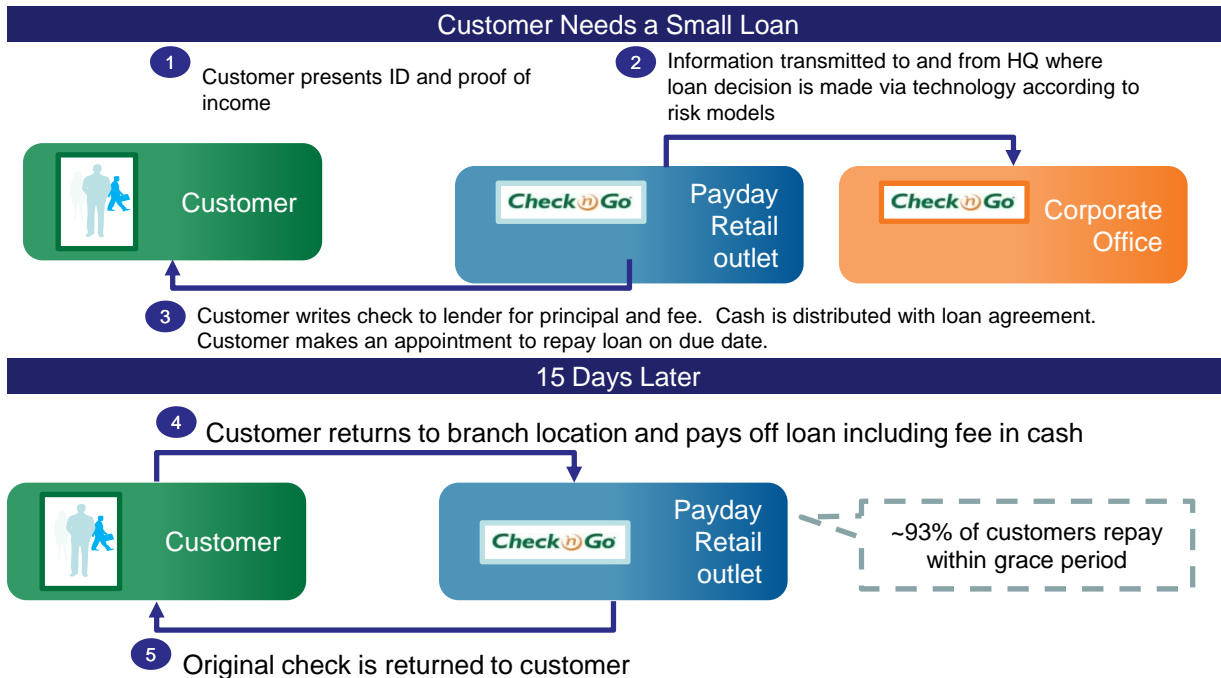 Customer Needs a Small Loan
1
Customer presents ID and proof of
income
2
Information transmitted to and from HQ where
loan decision is made via technology according to
risk models
Customer
Check 'n Go
Payday
Retail
outlet
Check 'n Go
Corporate
Office
3
Customer writes check to lender for principal and fee. Cash is distributed with loan agreement.
Customer makes an appointment to repay loan on due date.
15 Days Later
4
Customer returns to branch location and pays off loan including fee in cash
Customer
Check 'n Go
Payday
Retail
outlet
~93% of customers repay
within grace period
5
Original check is returned to customer